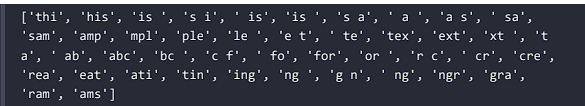 ['thi', 'his', 'is ', 's i', ' is', 'is ', 's a', ' a ', 'a s', ' sa',
'sam', 'amp', 'mpl', 'ple', 'le ', 'e t', ' te', 'tex', 'ext', 'xt ', 't
a', ' ab', 'abc', 'bc ', 'c f', ' fo', 'for', 'or ', 'r c', ' cr', 'cre',
'rea', 'eat', 'ati', 'tin', 'ing', 'ng ', 'g n', ' ng', 'ngr', 'gra',
'ram', 'ams']